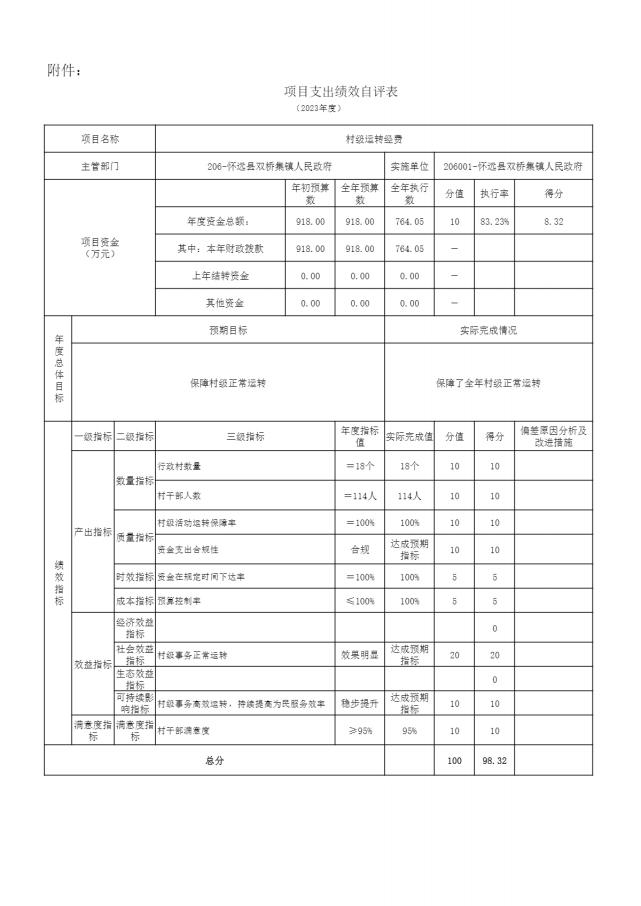 附件：
项目支出绩效自评表
（2023年度）
项目名称 村级运转经费
主管部门 206-怀远县双桥集镇人民政府 实施单位 206001-怀远县双桥集镇人民政府
项目资金（万元） 年初预算数 全年预算数 全年执行数 分值 执行率 得分
年度资金总额： 918.00 918.00 764.05 10 83.23% 8.32
其中：本年财政拨款 918.00 918.00 764.05 －
上年结转资金 0.00 0.00 0.00 －
其他资金 0.00 0.00 0.00 －
年度总体目标 预期目标 实际完成情况
保障村级正常运转 保障了全年村级正常运转
绩效指标 一级指标 二级指标 三级指标 年度指标值 实际完成值 分值 得分 偏差原因分析及改进措施
产出指标 数量指标 行政村数量 ＝18个 18个 10 10
村干部人数 ＝114人 114人 10 10
质量指标 村级活动运转保障率 ＝100% 100% 10 10
资金支出合规性 合规 达成预期指标 10 10
时效指标 资金在规定时间下达率 ＝100% 100% 5 5
成本指标 预算控制率 ≤100% 100% 5 5
效益指标 经济效益指标 0
社会效益指标 村级事务正常运转 效果明显 达成预期指标 20 20
生态效益指标 0
可持续影响指标 村级事务高效运转，持续提高为民服务效率 稳步提升 达成预期指标 10 10
满意度指标 满意度指标 村干部满意度 ≥95% 95% 10 10
总分 100 98.32